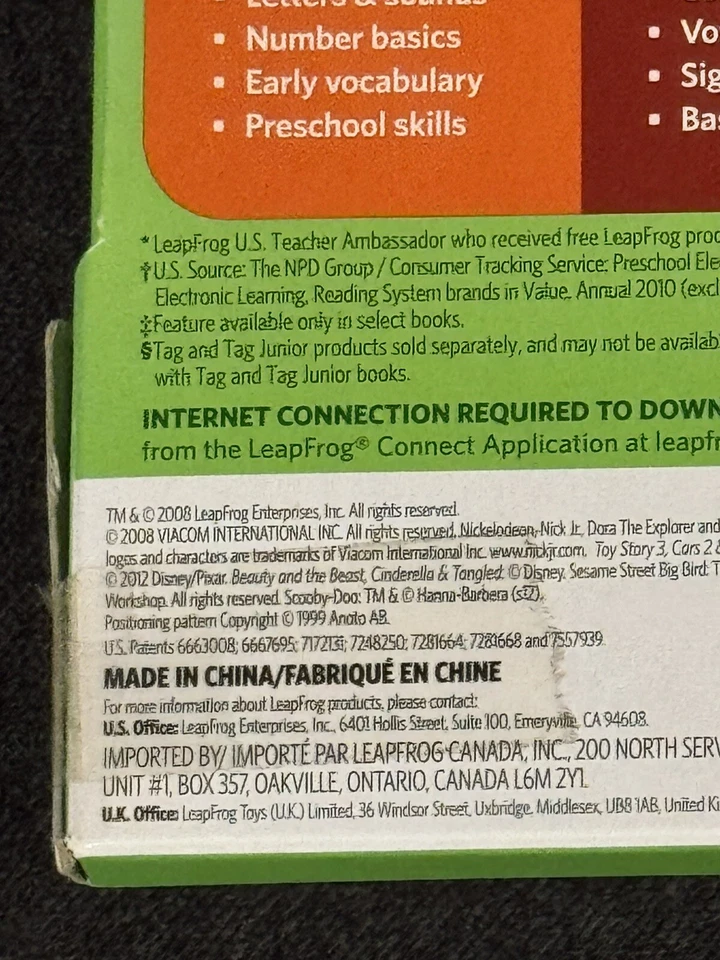 Letters & sounds
• Number basics
• Early vocabulary
• Preschool skills
• Vo
• Sig
• Bas
* LeapFrog U.S. Teacher Ambassador who received free LeapFrog prod
†U.S. Source: The NPD Group / Consumer Tracking Service: Preschool Ele
Electronic Learning, Reading System brands in Value. Annual 2010 (excl
‡Feature available only in select books.
§Tag and Tag Junior products sold separately, and may not be availab
with Tag and Tag Junior books.
INTERNET CONNECTION REQUIRED TO DOWN
from the LeapFrog® Connect Application at leapfr
TM & © 2008 LeapFrog Enterprises, Inc. All rights reserved.
© 2008 VIACOM INTERNATIONAL INC. All rights reserved. Nickelodeon, Nick Jr., Dora The Explorer and
logos and characters are trademarks of Viacom International Inc. www.nickjr.com. Toy Story 3, Cars 2 &
© 2012 Disney/Pixar. Beauty and the Beast, Cinderella & Tangled: © Disney. Sesame Street Big Bird: T
Workshop. All rights reserved. Scooby-Doo: TM & © Hanna-Barbera (s12).
Positioning pattern Copyright © 1999 Anoto AB.
U.S. Patents 6663008; 6667695; 7248250; 7281664; 7281668 and 7557939
MADE IN CHINA/FABRIQUÉ EN CHINE
For more information about LeapFrog products, please contact:
U.S. Office: LeapFrog Enterprises, Inc., 6401 Hollis Street, Suite 100, Emeryville, CA 94608.
IMPORTED BY/ IMPORTÉ PAR LEAPFROG CANADA, INC., 200 NORTH SERV
UNIT #1, BOX 357, OAKVILLE, ONTARIO, CANADA L6M 2Y1.
U.K. Office: LeapFrog Toys (U.K.) Limited, 36 Windsor Street, Uxbridge, Middlesex, UB8 1AB, United Ki